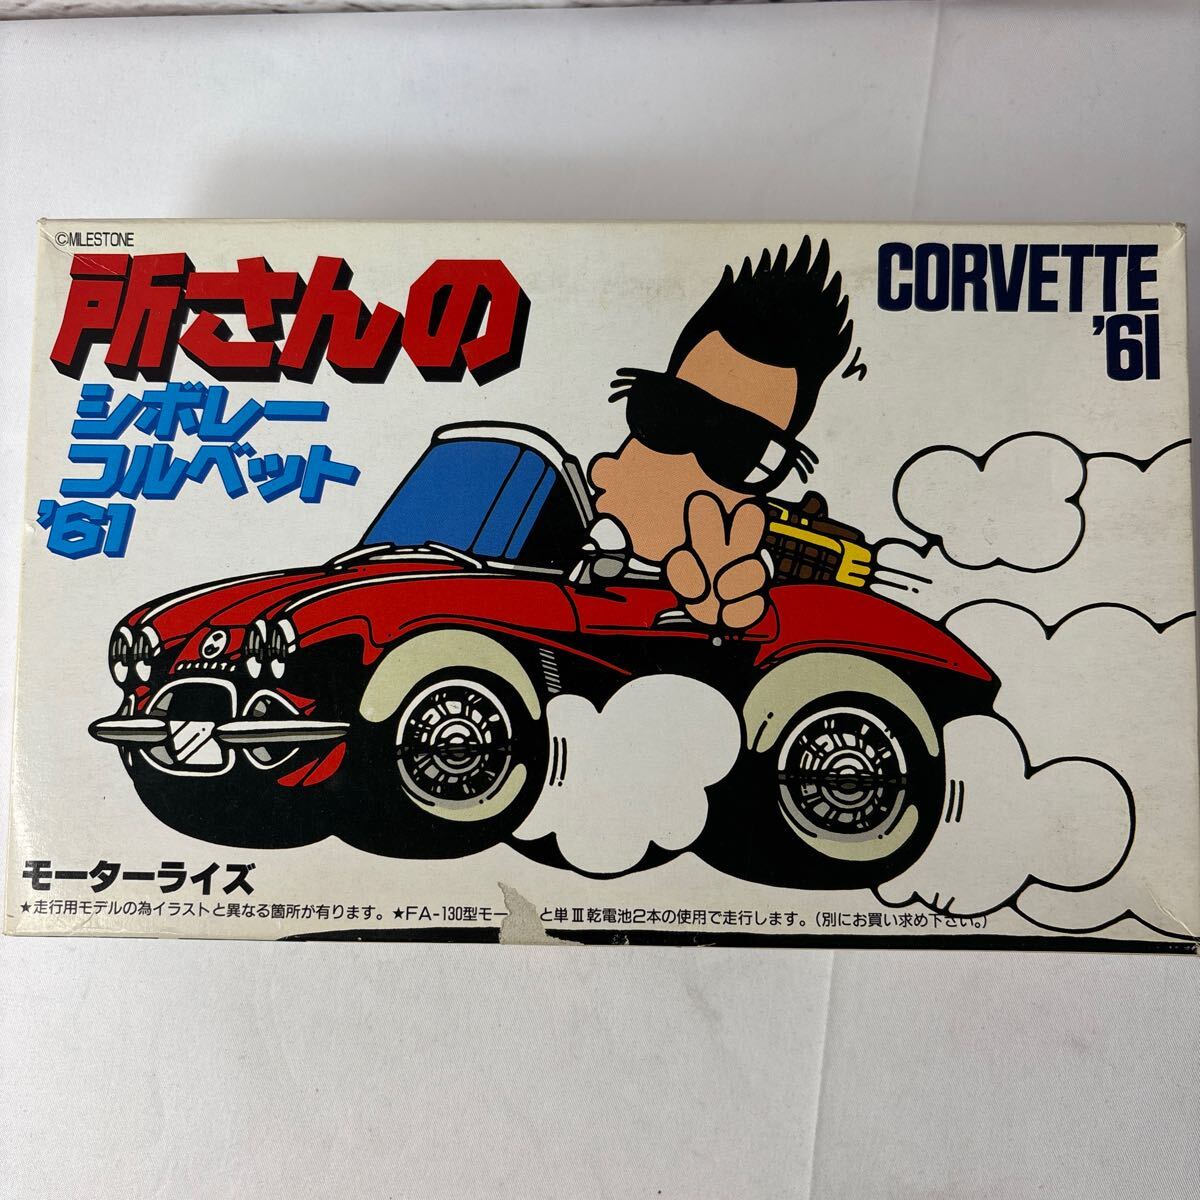 ©MILESTONE
所さんの
シボレー
コルベット
'61
CORVETTE
'61
モーターライズ
★走行用モデルの為イラストと異なる箇所が有ります。★FA-130型モー と単Ⅲ乾電池2本の使用で走行します。(別にお買い求め下さい。)